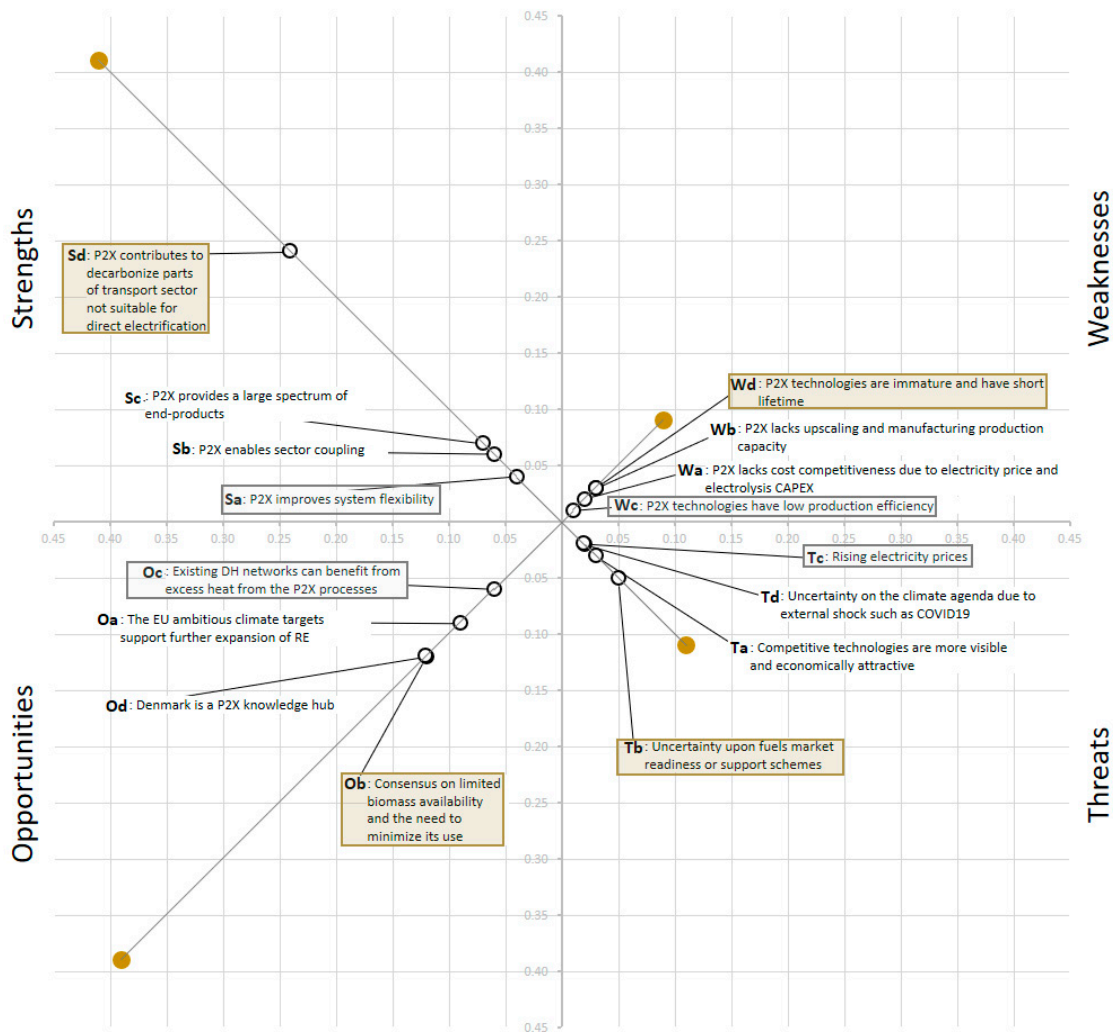 0.45
0.40
0.35
0.30
0.25
0.20
0.15
0.10
0.05
Strengths
Weaknesses
Sd: P2X contributes to
decarbonize parts
of transport sector
not suitable for
direct electrification
Sc.: P2X provides a large spectrum of
end-products
Sb: P2X enables sector coupling
Sa: P2X improves system flexibility
Wd: P2X technologies are immature and have short
lifetime
Wb: P2X lacks upscaling and manufacturing production
capacity
Wa: P2X lacks cost competitiveness due to electricity price and
electrolysis CAPEX
Wc: P2X technologies have low production efficiency
0.45 0.40 0.35 0.30 0.25 0.20 0.15 0.10 0.05 0.05 0.10 0.15 0.20 0.25 0.30 0.35 0.40 0.45
Oc: Existing DH networks can benefit from
excess heat from the P2X processes
Oa : The EU ambitious climate targets
support further expansion of RE
Od: Denmark is a P2X knowledge hub
Ob: Consensus on limited
biomass availability
and the need to
minimize its use
Tc: Rising electricity prices
Td: Uncertainty on the climate agenda due to
external shock such as COVID19
Ta: Competitive technologies are more visible
and economically attractive
Tb: Uncertainty upon fuels market
readiness or support schemes
Opportunities
Threats
0.05
0.10
0.15
0.20
0.25
0.30
0.35
0.40
0.45